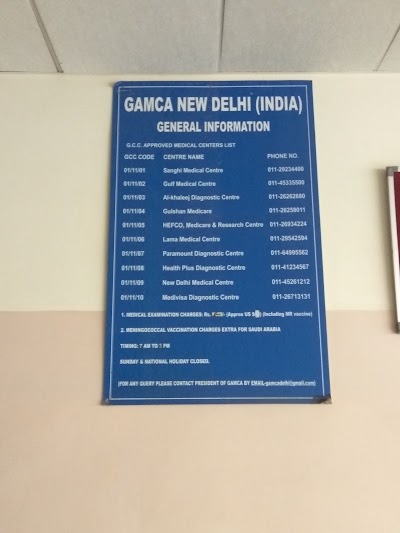 GAMCA NEW DELHI (INDIA)
GENERAL INFORMATION
G.C.C. APPROVED MEDICAL CENTERS LIST
GCC CODE CENTRE NAME PHONE NO.
01/11/01 Sanghi Medical Centre 011-29234400
01/11/02 Gulf Medical Centre 011-45335500
01/11/03 Al-khaleej Diagnostic Centre 011-26262680
01/11/04 Gulshan Medicare 011-26258011
01/11/05 HEFCO, Medicare & Research Centre 011-26934224
01/11/06 Lama Medical Centre 011-29542594
01/11/07 Paramount Diagnostic Centre 011-64995562
01/11/08 Health Plus Diagnostic Centre 011-41234567
01/11/09 New Delhi Medical Centre 011-45261212
01/11/10 Medivisa Diagnostic Centre 011-26713131
1. MEDICAL EXAMINATION CHARGES: Rs. (Approx US (Including MR vaccine)
2. MENINGOCOCCAL VACCINATION CHARGES EXTRA FOR SAUDI ARABIA
TIMING: 7 AM TO PM
SUNDAY & NATIONAL HOLIDAY CLOSED.
(FOR ANY QUERY PLEASE CONTACT PRESIDENT OF GAMCA BY EMAIL-gamcadelhi@gmail.com)